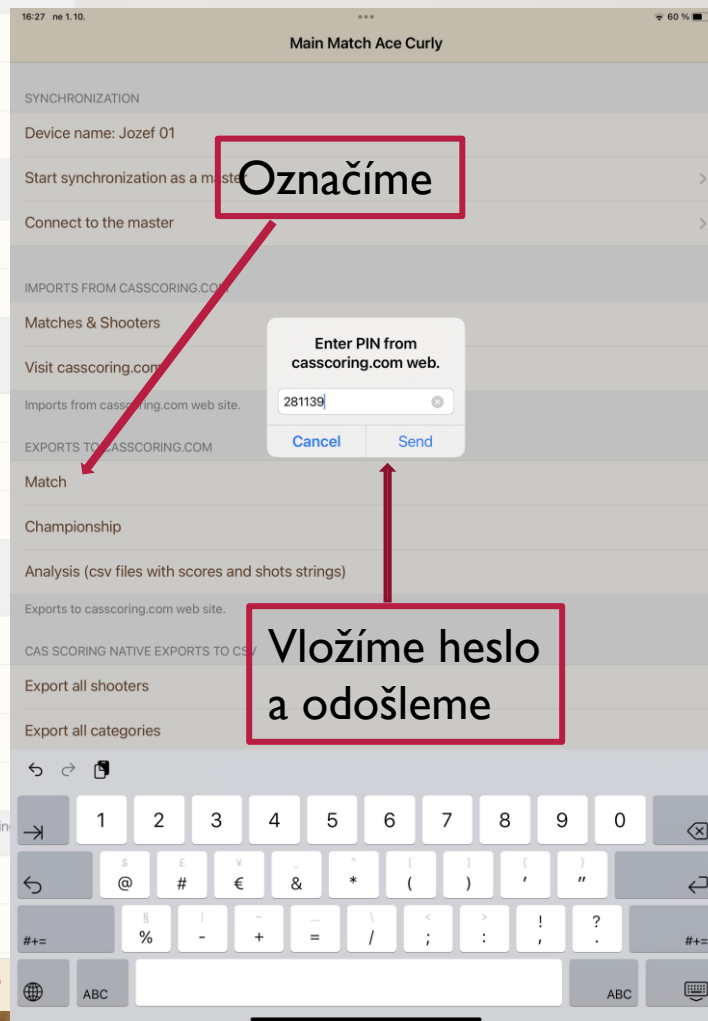 16:27 ne 1. 10.
60 %
Main Match Ace Curly
SYNCHRONIZATION
Device name: Jozef 01
Označíme
Start synchronization as a master
Connect to the master
IMPORTS FROM CASSCORING.COM
Matches & Shooters
Enter PIN from
casscoring.com web.
Visit casscoring.com
281139
Imports from casscoring.com web site.
Cancel Send
EXPORTS TO CASSCORING.COM
Match
Championship
Analysis (csv files with scores and shots strings)
Exports to casscoring.com web site.
Vložíme heslo
a odošleme
CAS SCORING NATIVE EXPORTS TO CSV
Export all shooters
Export all categories
1 2 3 4 5 6 7 8 9 0
$ £ ¥ _ ^ [ ] { }
@ # € & * ( ) ' "
§ | ~ … \ < > ! ?
#+= % - + = / ; : , . #+=
ABC ABC